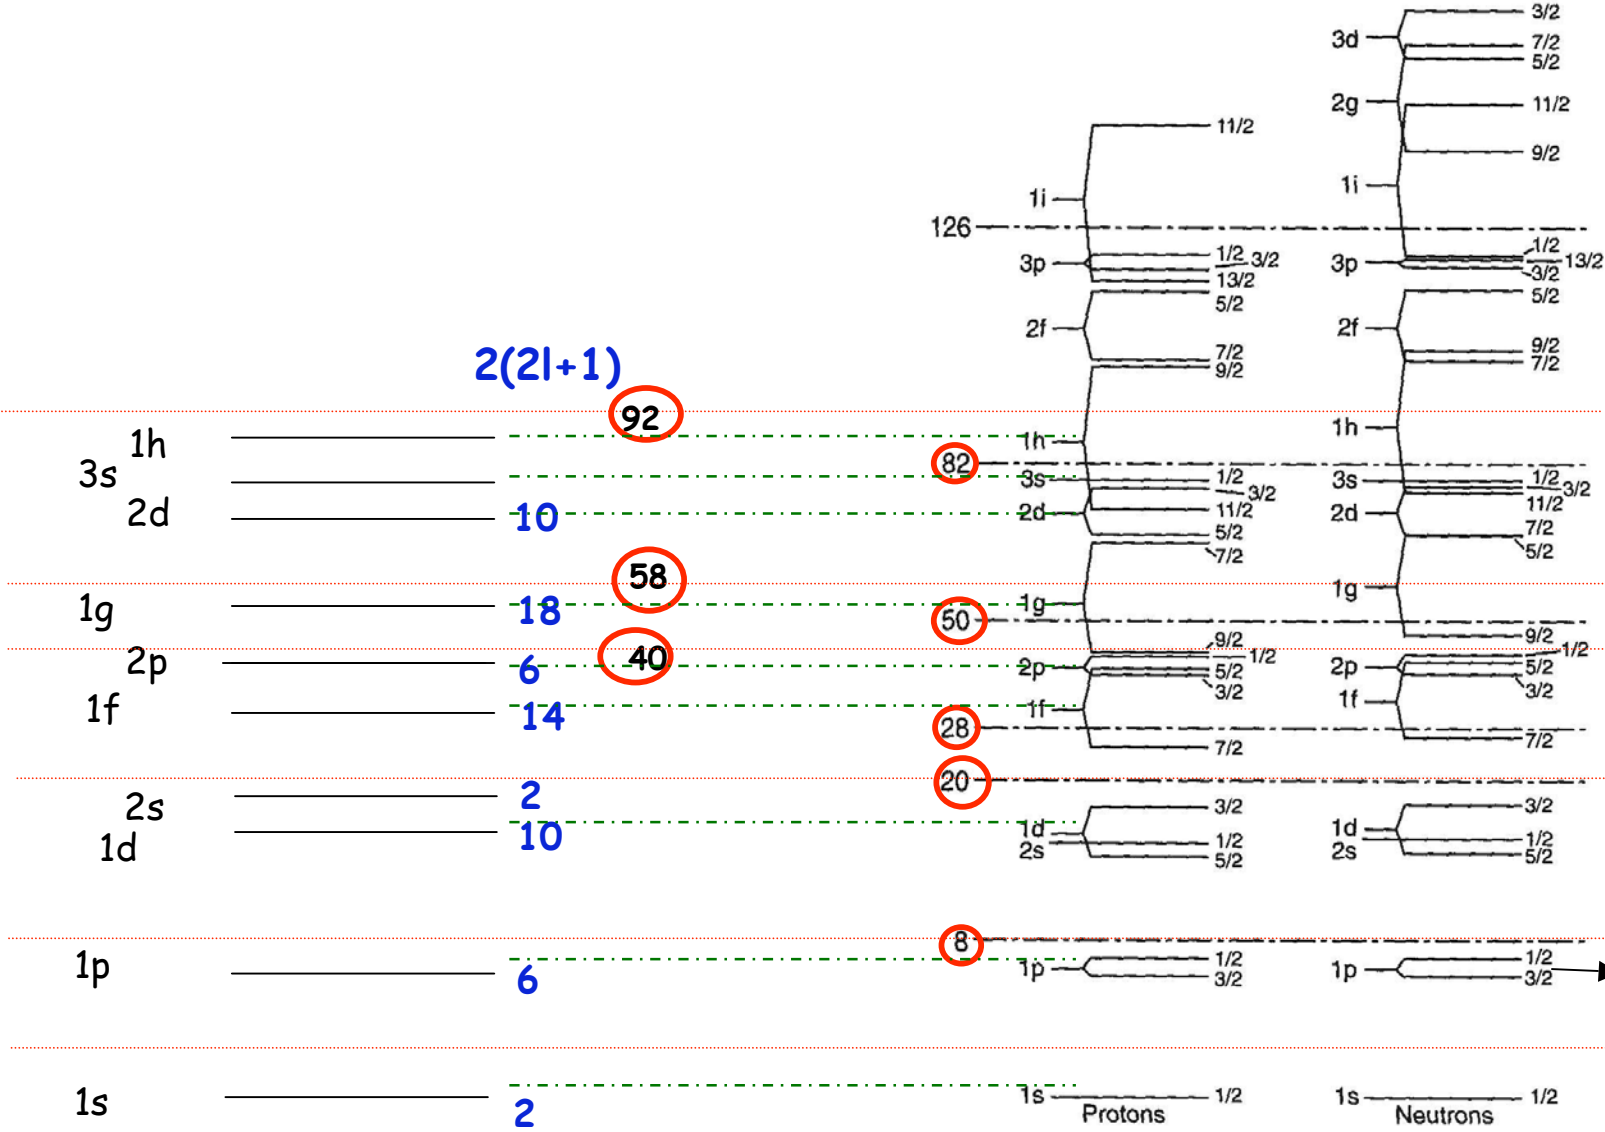 3/2
3d
7/2
5/2
2g
11/2
11/2
9/2
1i
1i
126
1/2
1/2
3p
3/2
3p
13/2
13/2
3/2
5/2
5/2
2f
2f
7/2
9/2
9/2
7/2
2(2l+1)
92
1h
1h
1h
82
3s
3s
1/2
3s
1/2
3/2
3/2
2d
10
2d
11/2
2d
11/2
5/2
7/2
7/2
5/2
58
1g
18
1g
1g
50
9/2
9/2
2p
40
6
2p
1/2
2p
1/2
5/2
5/2
3/2
3/2
1f
14
1f
1f
28
7/2
7/2
20
2
2s
3/2
3/2
10
1d
1d
1d
2s
1/2
2s
1/2
5/2
5/2
8
1p
6
1p
1/2
1p
1/2
3/2
3/2
1s
2
1s
1/2
1s
1/2
Protons
Neutrons